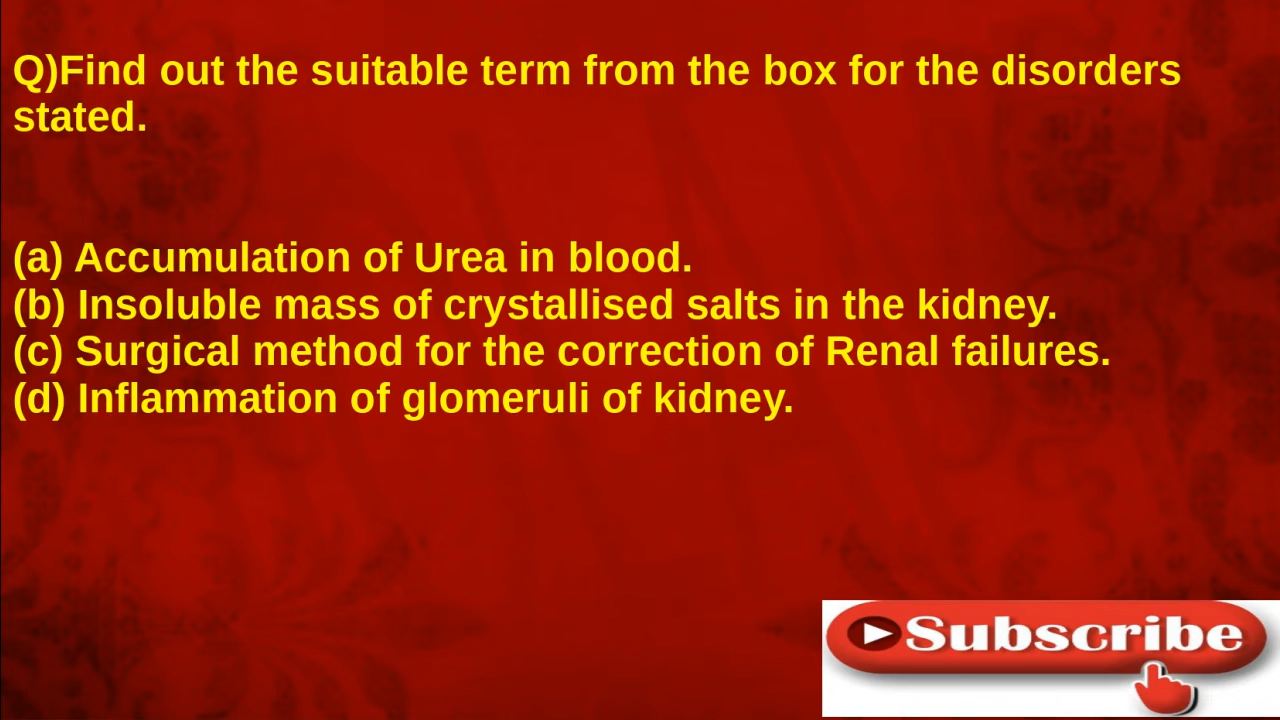 Q)Find out the suitable term from the box for the disorders
stated.
(a) Accumulation of Urea in blood.
(b) Insoluble mass of crystallised salts in the kidney.
(c) Surgical method for the correction of Renal failures.
(d) Inflammation of glomeruli of kidney.
Subscribe